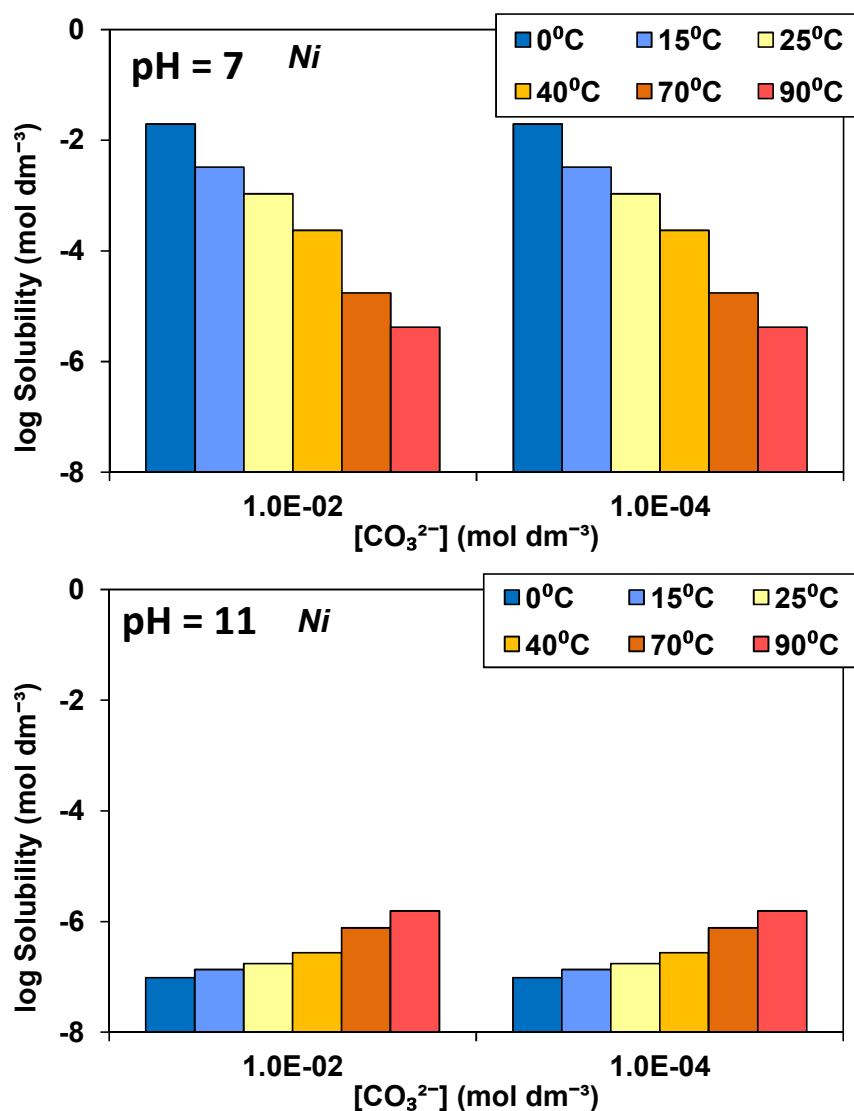 0
pH = 7 Ni
0⁰C 15⁰C 25⁰C
40⁰C 70⁰C 90⁰C
-2
-4
-6
-8
log Solubility (mol dm⁻³)
1.0E-02 1.0E-04
[CO₃²⁻] (mol dm⁻³)
0
pH = 11 Ni
0⁰C 15⁰C 25⁰C
40⁰C 70⁰C 90⁰C
-2
-4
-6
-8
log Solubility (mol dm⁻³)
1.0E-02 1.0E-04
[CO₃²⁻] (mol dm⁻³)